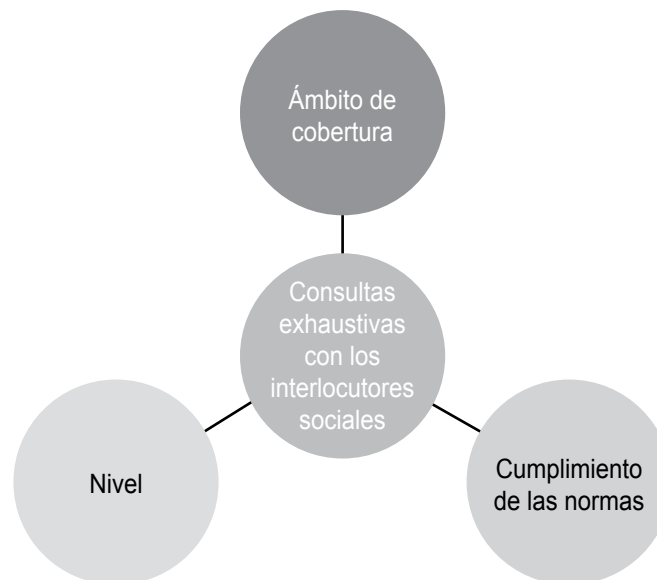 Ámbito de
cobertura
Consultas
exhaustivas
con los
interlocutores
sociales
Nivel
Cumplimiento
de las normas